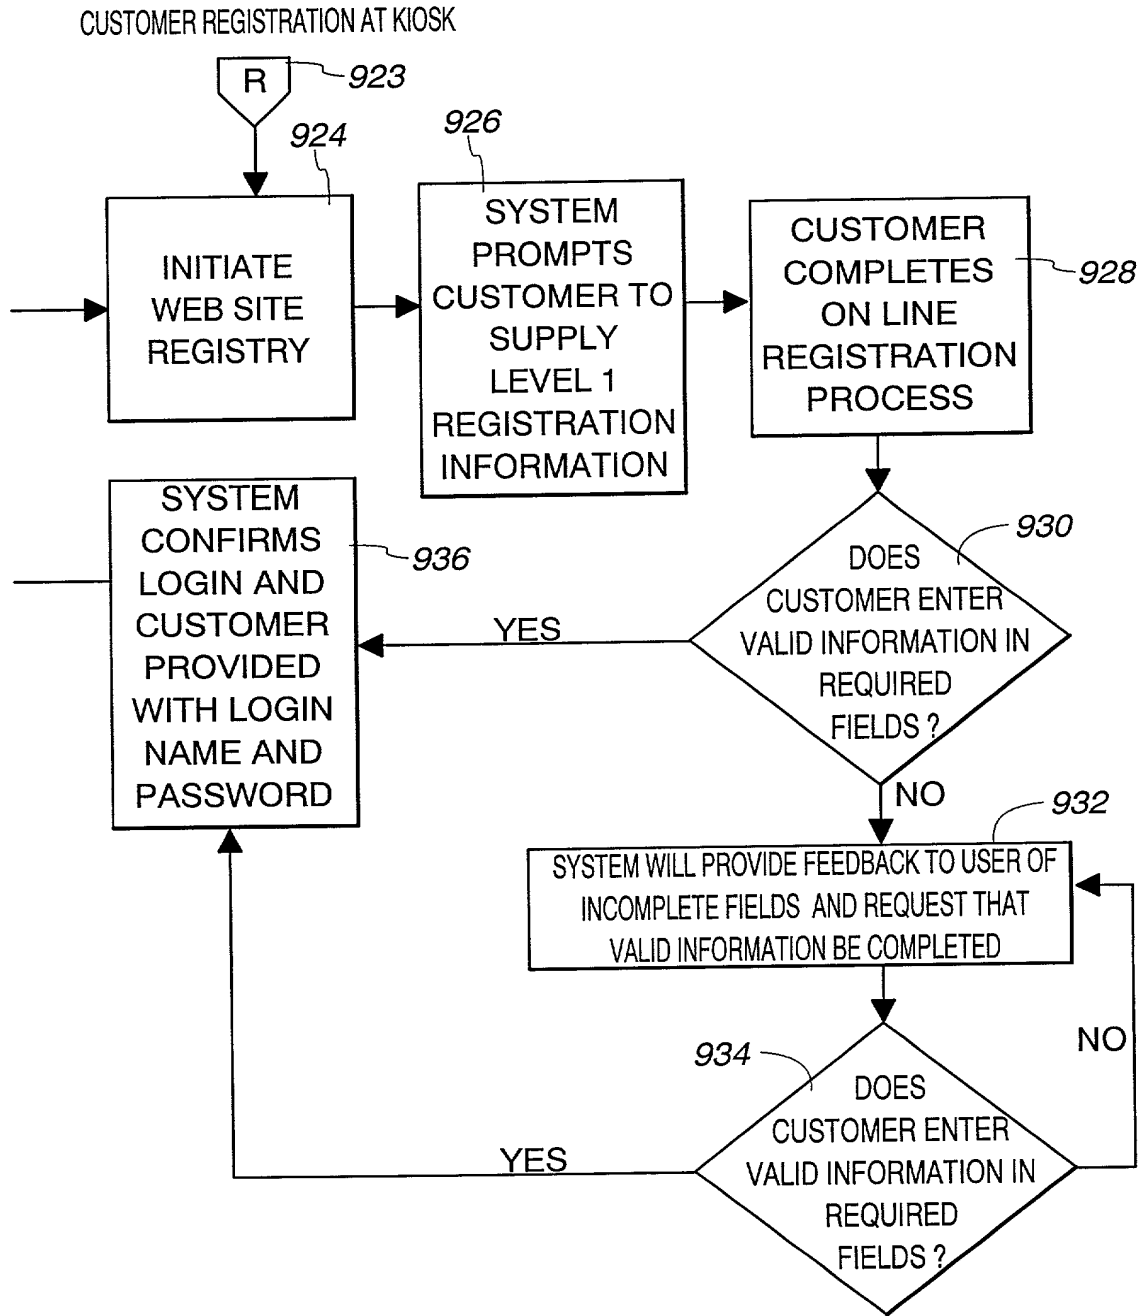 CUSTOMER REGISTRATION AT KIOSK
R
923
924
INITIATE
WEB SITE
REGISTRY
926
SYSTEM
PROMPTS
CUSTOMER TO
SUPPLY
LEVEL 1
REGISTRATION
INFORMATION
CUSTOMER
COMPLETES
ON LINE
REGISTRATION
PROCESS
928
930
DOES
CUSTOMER ENTER
VALID INFORMATION IN
REQUIRED
FIELDS ?
YES
NO
SYSTEM
CONFIRMS
LOGIN AND
CUSTOMER
PROVIDED
WITH LOGIN
NAME AND
PASSWORD
936
932
SYSTEM WILL PROVIDE FEEDBACK TO USER OF
INCOMPLETE FIELDS AND REQUEST THAT
VALID INFORMATION BE COMPLETED
934
DOES
CUSTOMER ENTER
VALID INFORMATION IN
REQUIRED
FIELDS ?
NO
YES